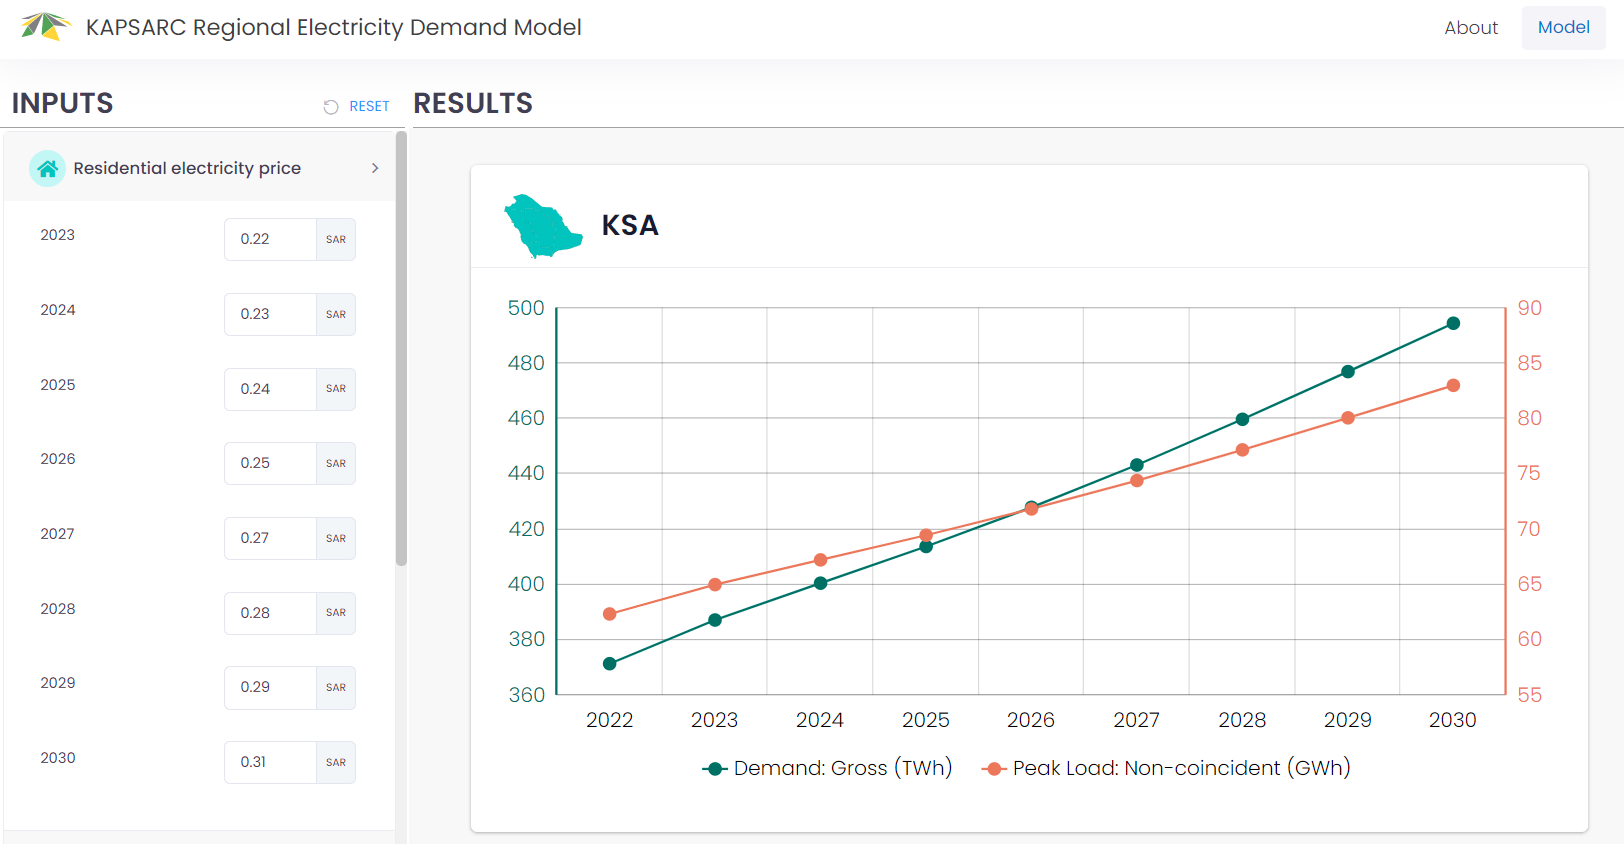 KAPSARC Regional Electricity Demand Model
About
Model
INPUTS
RESET
RESULTS
Residential electricity price
2023 0.22 SAR
2024 0.23 SAR
2025 0.24 SAR
2026 0.25 SAR
2027 0.27 SAR
2028 0.28 SAR
2029 0.29 SAR
2030 0.31 SAR
KSA
500
480
460
440
420
400
380
360
90
85
80
75
70
65
60
55
2022 2023 2024 2025 2026 2027 2028 2029 2030
Demand: Gross (TWh) Peak Load: Non-coincident (GWh)